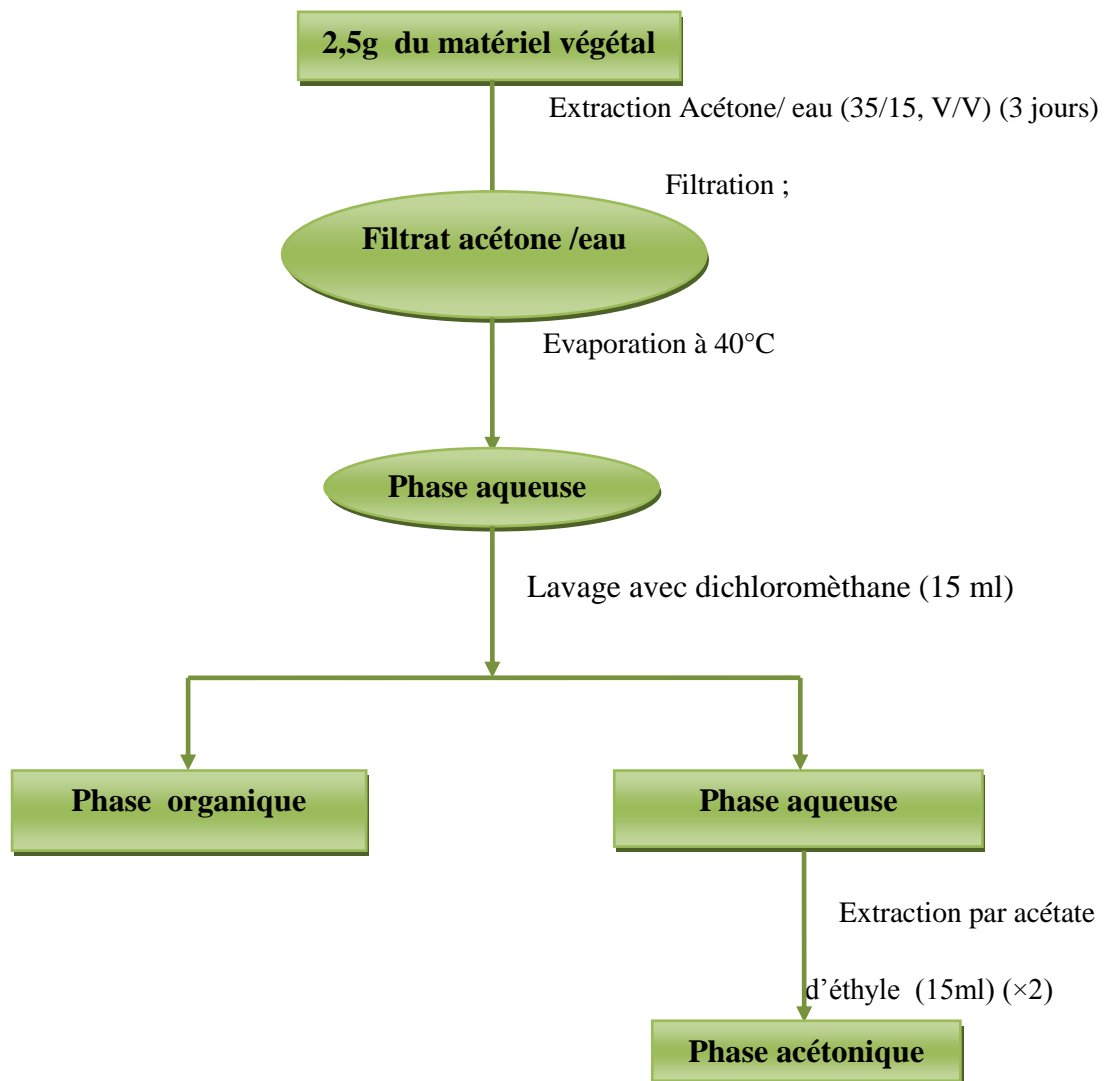 2,5g du matériel végétal
Extraction Acétone/ eau (35/15, V/V) (3 jours)
Filtration ;
Filtrat acétone /eau
Evaporation à 40°C
Phase aqueuse
Lavage avec dichloromèthane (15 ml)
Phase organique
Phase aqueuse
Extraction par acétate
d’éthyle (15ml) (×2)
Phase acétonique